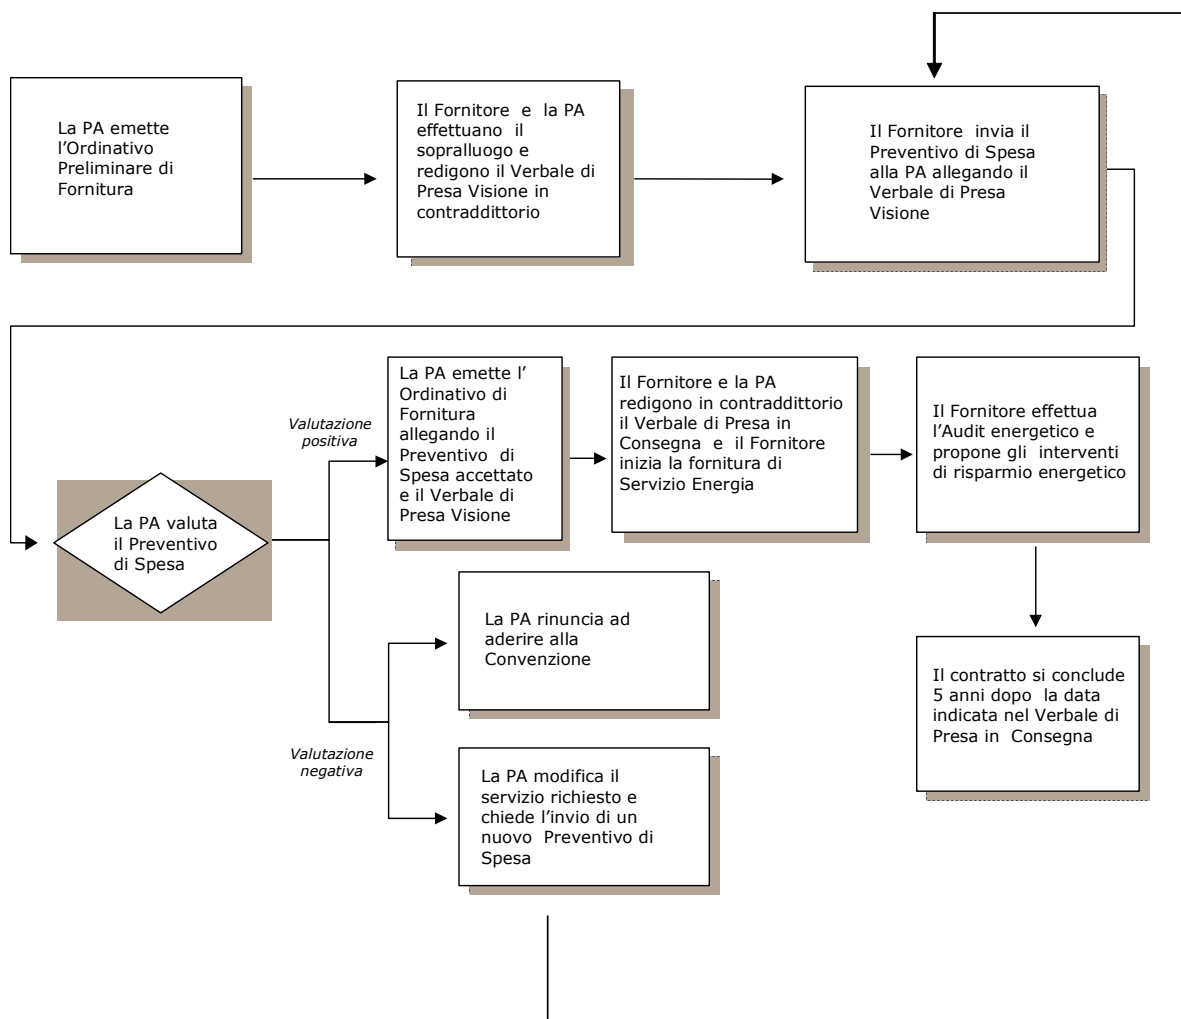 La PA emette
l'Ordinativo
Preliminare di
Fornitura
Il Fornitore e la PA
effettuano il
sopralluogo e
redigono il Verbale di
Presa Visione in
contraddittorio
Il Fornitore invia il
Preventivo di Spesa
alla PA allegando il
Verbale di Presa
Visione
La PA valuta
il Preventivo
di Spesa
Valutazione
positiva
La PA emette l'
Ordinativo di
Fornitura
allegando il
Preventivo di
Spesa accettato
e il Verbale di
Presa Visione
Il Fornitore e la PA
redigono in contraddittorio
il Verbale di Presa in
Consegna e il Fornitore
inizia la fornitura di
Servizio Energia
Il Fornitore effettua
l'Audit energetico e
propone gli interventi
di risparmio energetico
La PA rinuncia ad
aderire alla
Convenzione
Il contratto si conclude
5 anni dopo la data
indicata nel Verbale di
Presa in Consegna
Valutazione
negativa
La PA modifica il
servizio richiesto e
chiede l'invio di un
nuovo Preventivo di
Spesa